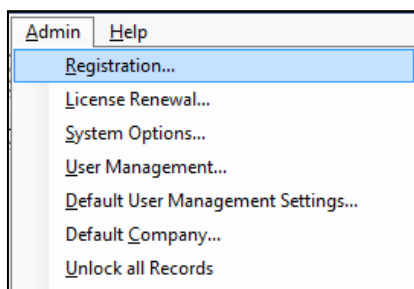 Admin Help
Registration...
License Renewal...
System Options...
User Management...
Default User Management Settings...
Default Company...
Unlock all Records